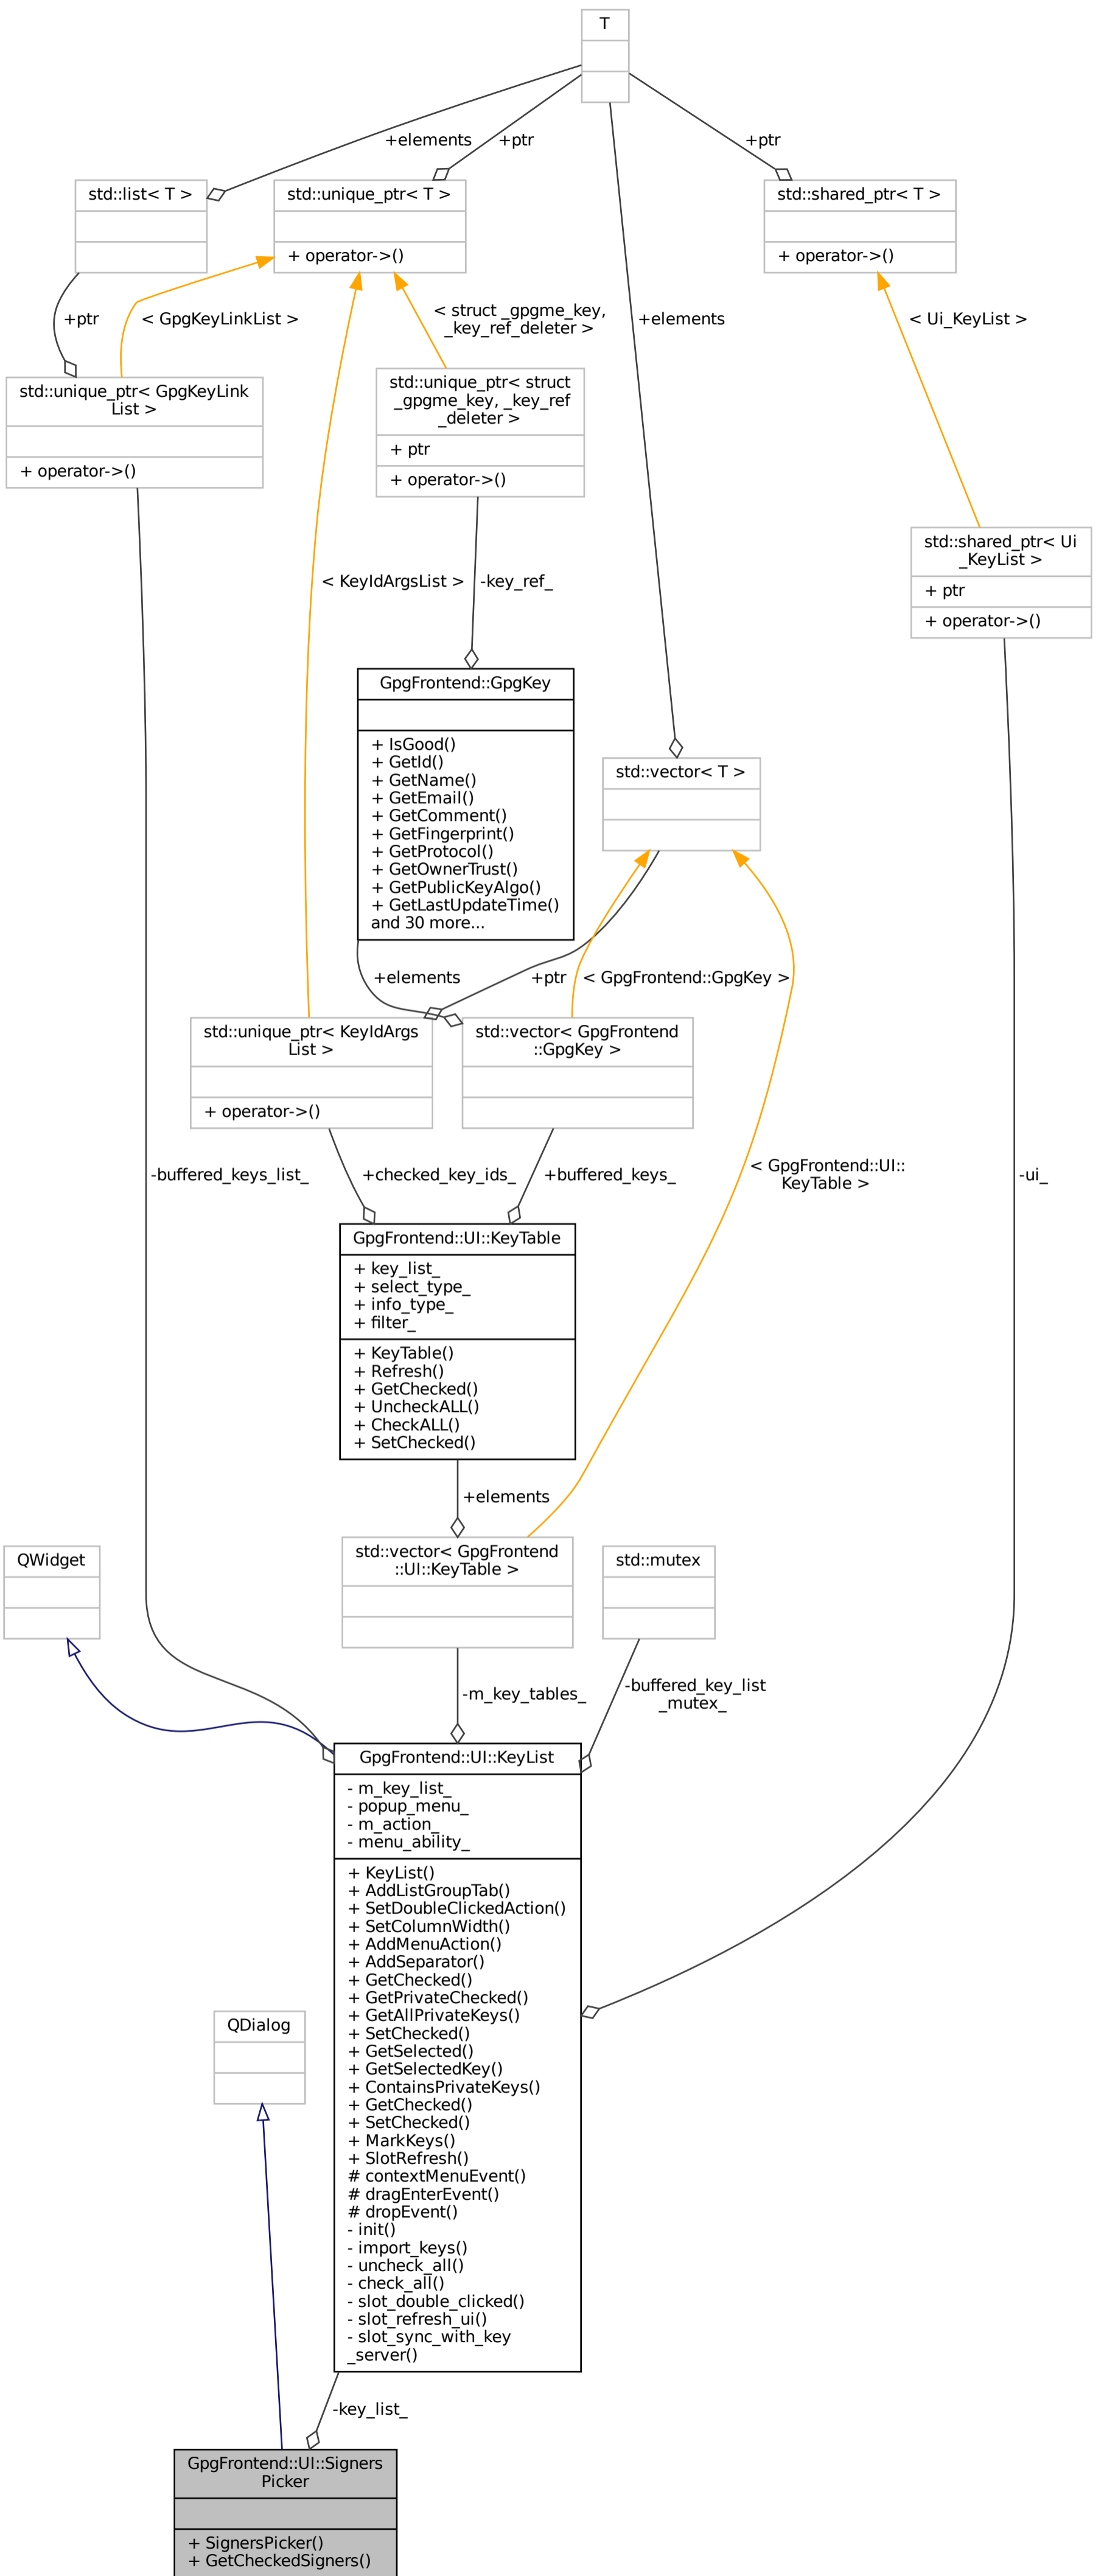 T
+elements
+ptr
+ptr
std::list< T >
std::unique_ptr< T >
+ operator->()
std::shared_ptr< T >
+ operator->()
+ptr
< GpgKeyLinkList >
< struct _gpgme_key,
_key_ref_deleter >
+elements
< Ui_KeyList >
std::unique_ptr< GpgKeyLink
List >
+ operator->()
std::unique_ptr< struct
_gpgme_key, _key_ref
_deleter >
+ ptr
+ operator->()
std::shared_ptr< Ui
_KeyList >
+ ptr
+ operator->()
< KeyIdArgsList >
-key_ref_
GpgFrontend::GpgKey
+ IsGood()
+ GetId()
+ GetName()
+ GetEmail()
+ GetComment()
+ GetFingerprint()
+ GetProtocol()
+ GetOwnerTrust()
+ GetPublicKeyAlgo()
+ GetLastUpdateTime()
and 30 more...
std::vector< T >
+elements
+ptr
< GpgFrontend::GpgKey >
std::unique_ptr< KeyIdArgs
List >
+ operator->()
std::vector< GpgFrontend
::GpgKey >
-buffered_keys_list_
+checked_key_ids_
+buffered_keys_
< GpgFrontend::UI::
KeyTable >
-ui_
GpgFrontend::UI::KeyTable
+ key_list_
+ select_type_
+ info_type_
+ filter_
+ KeyTable()
+ Refresh()
+ GetChecked()
+ UncheckALL()
+ CheckALL()
+ SetChecked()
+elements
QWidget
std::vector< GpgFrontend
::UI::KeyTable >
std::mutex
-m_key_tables_
-buffered_key_list
_mutex_
GpgFrontend::UI::KeyList
- m_key_list_
- popup_menu_
- m_action_
- menu_ability_
+ KeyList()
+ AddListGroupTab()
+ SetDoubleClickedAction()
+ SetColumnWidth()
+ AddMenuAction()
+ AddSeparator()
+ GetChecked()
+ GetPrivateChecked()
+ GetAllPrivateKeys()
+ SetChecked()
+ GetSelected()
+ GetSelectedKey()
+ ContainsPrivateKeys()
+ GetChecked()
+ SetChecked()
+ MarkKeys()
+ SlotRefresh()
# contextMenuEvent()
# dragEnterEvent()
# dropEvent()
- init()
- import_keys()
- uncheck_all()
- check_all()
- slot_double_clicked()
- slot_refresh_ui()
- slot_sync_with_key
_server()
QDialog
-key_list_
GpgFrontend::UI::Signers
Picker
+ SignersPicker()
+ GetCheckedSigners()